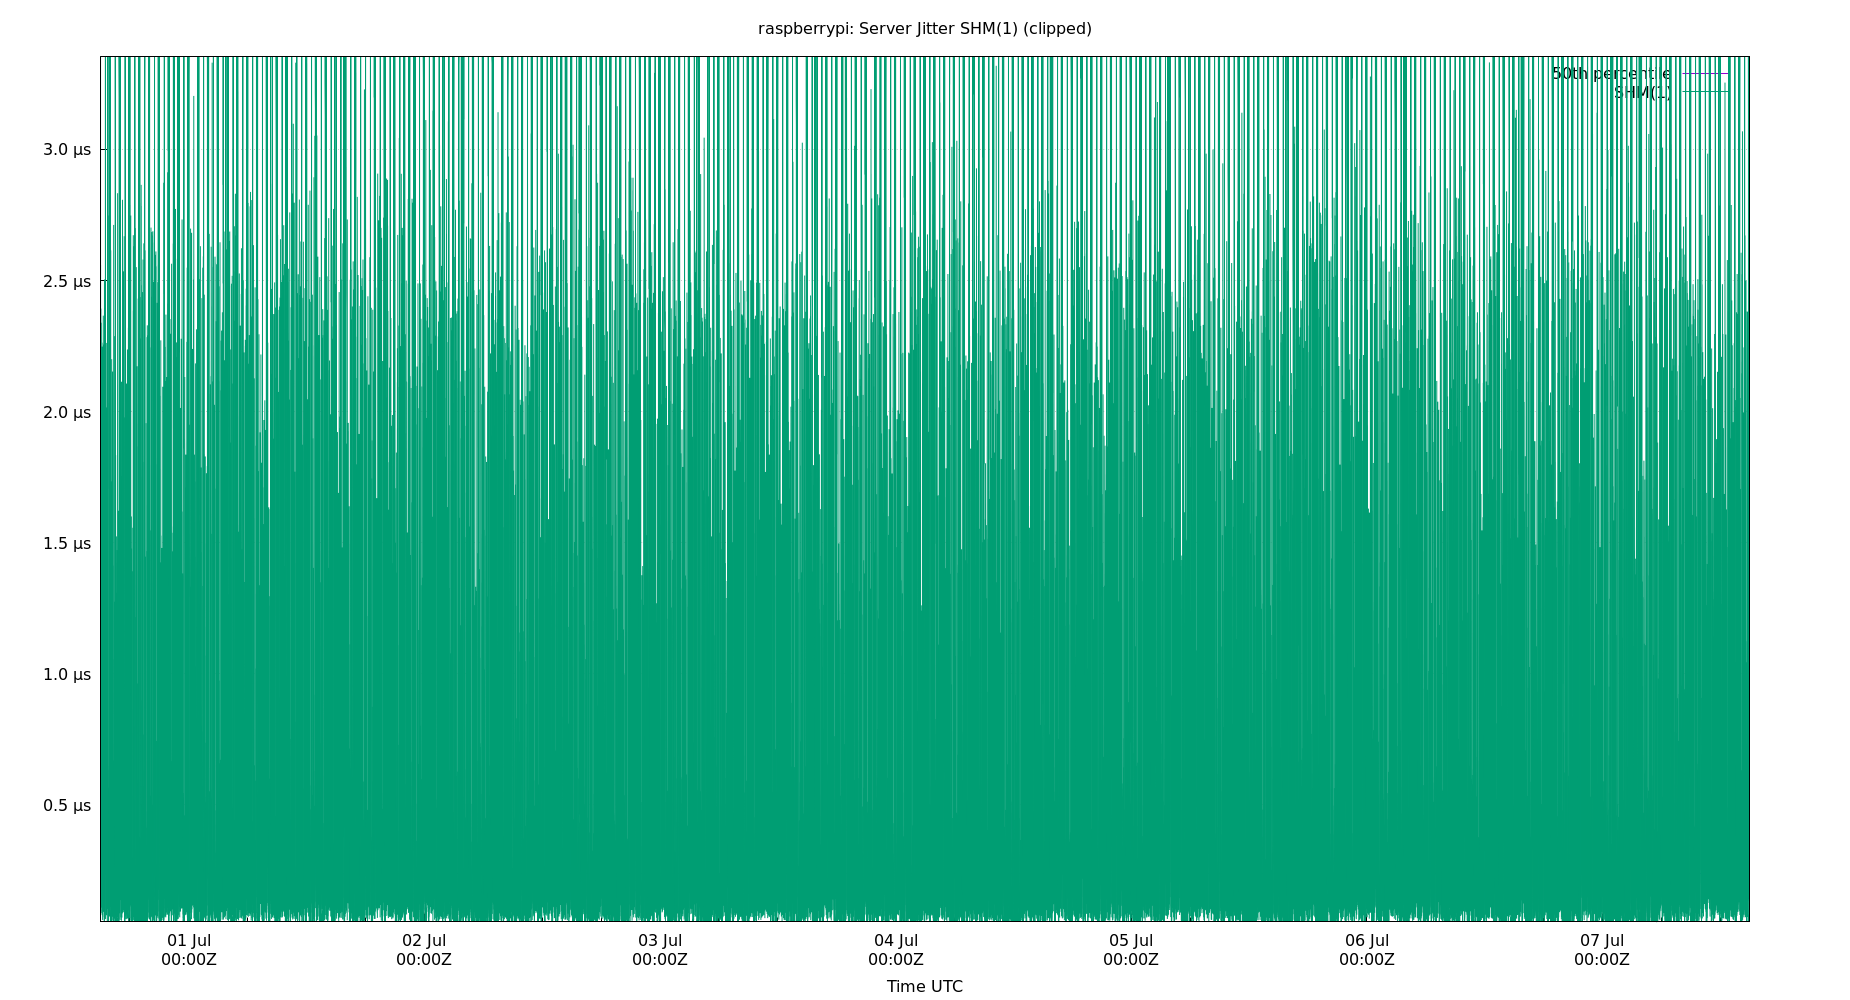 raspberrypi: Server Jitter SHM(1) (clipped)
50th percentile
SHM(1)
3.0 µs
2.5 µs
2.0 µs
1.5 µs
1.0 µs
0.5 µs
01 Jul 02 Jul 03 Jul 04 Jul 05 Jul 06 Jul 07 Jul
00:00Z 00:00Z 00:00Z 00:00Z 00:00Z 00:00Z 00:00Z
Time UTC